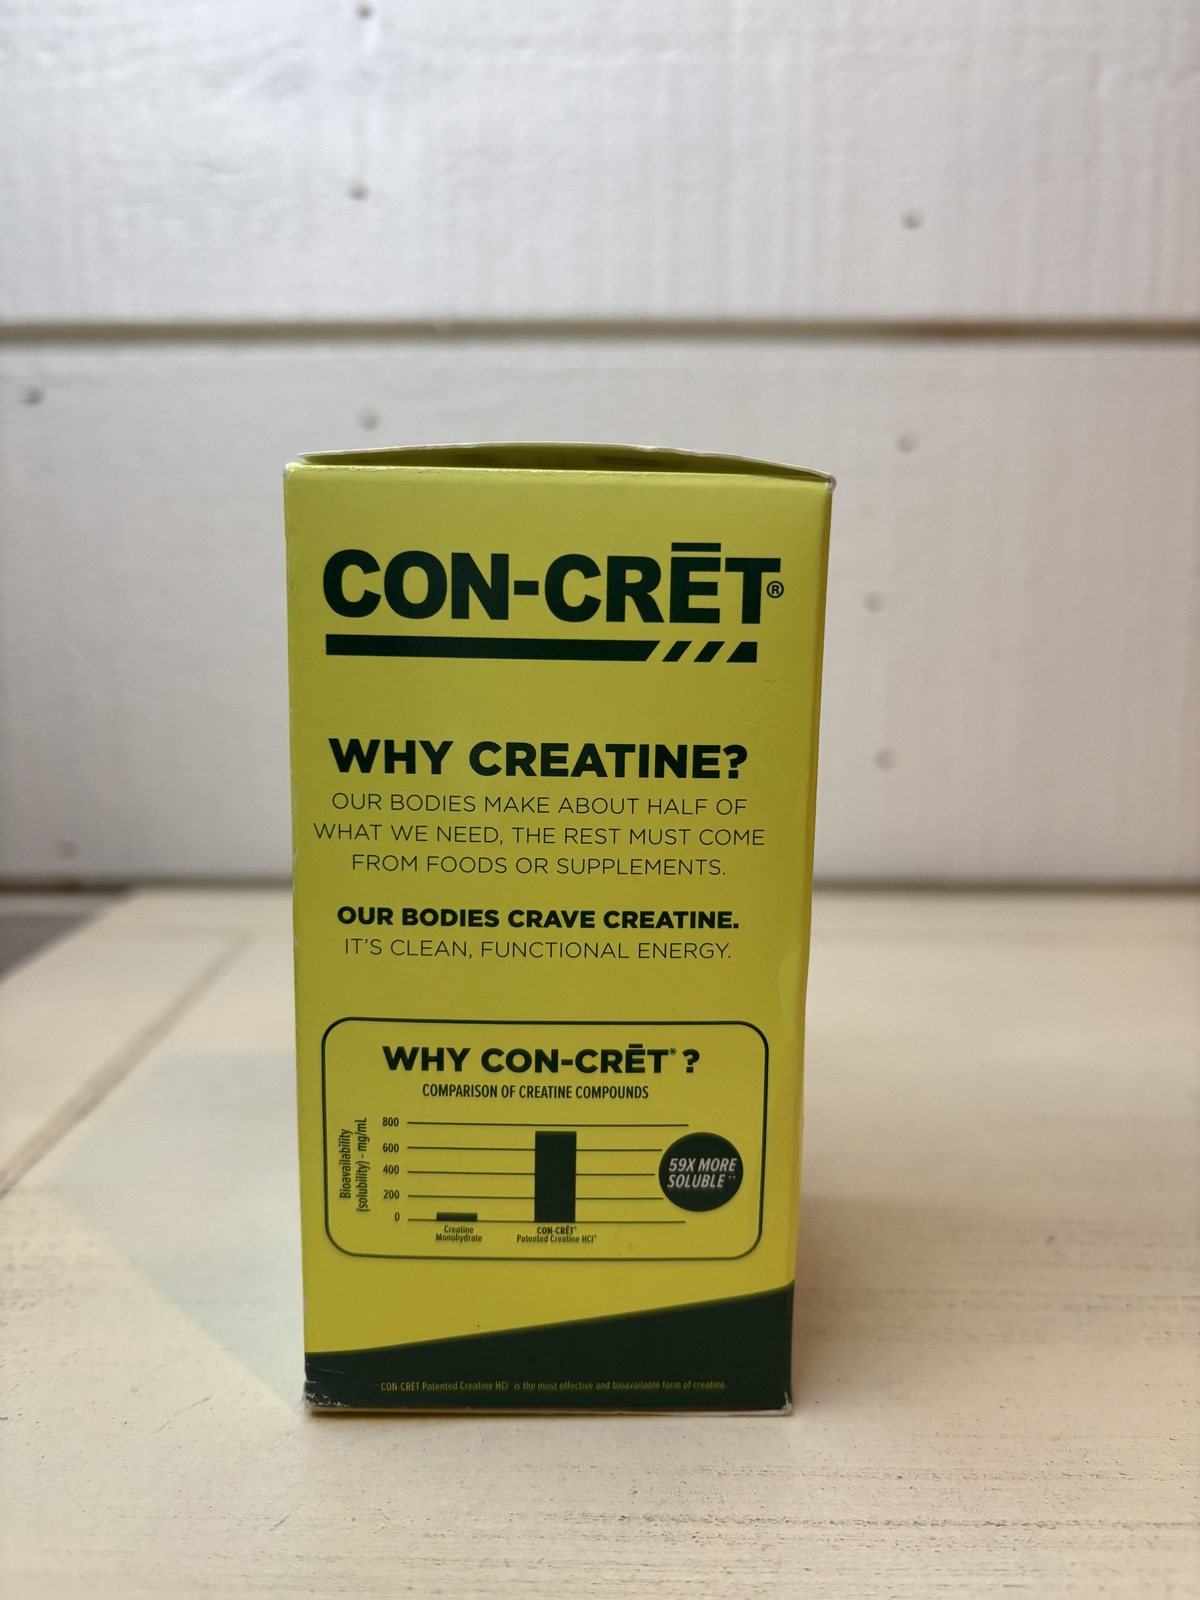 CON-CRĒT®
WHY CREATINE?
OUR BODIES MAKE ABOUT HALF OF
WHAT WE NEED, THE REST MUST COME
FROM FOODS OR SUPPLEMENTS.
OUR BODIES CRAVE CREATINE.
IT'S CLEAN, FUNCTIONAL ENERGY.
WHY CON-CRĒT®?
COMPARISON OF CREATINE COMPOUNDS
Bioavailability
(solubility) - mg/mL
800
600
400
200
0
59X MORE
SOLUBLE++
Creatine
Monohydrate
CON-CRĒT®
Patented Creatine HCl®
CON-CRĒT Patented Creatine HCl is the most effective and bioavailable form of creatine.